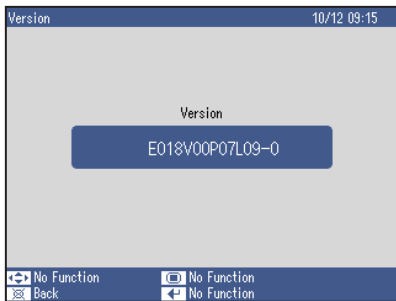 Version 10/12 09:15
Version
E018V00P07L09-0
No Function No Function
Back No Function